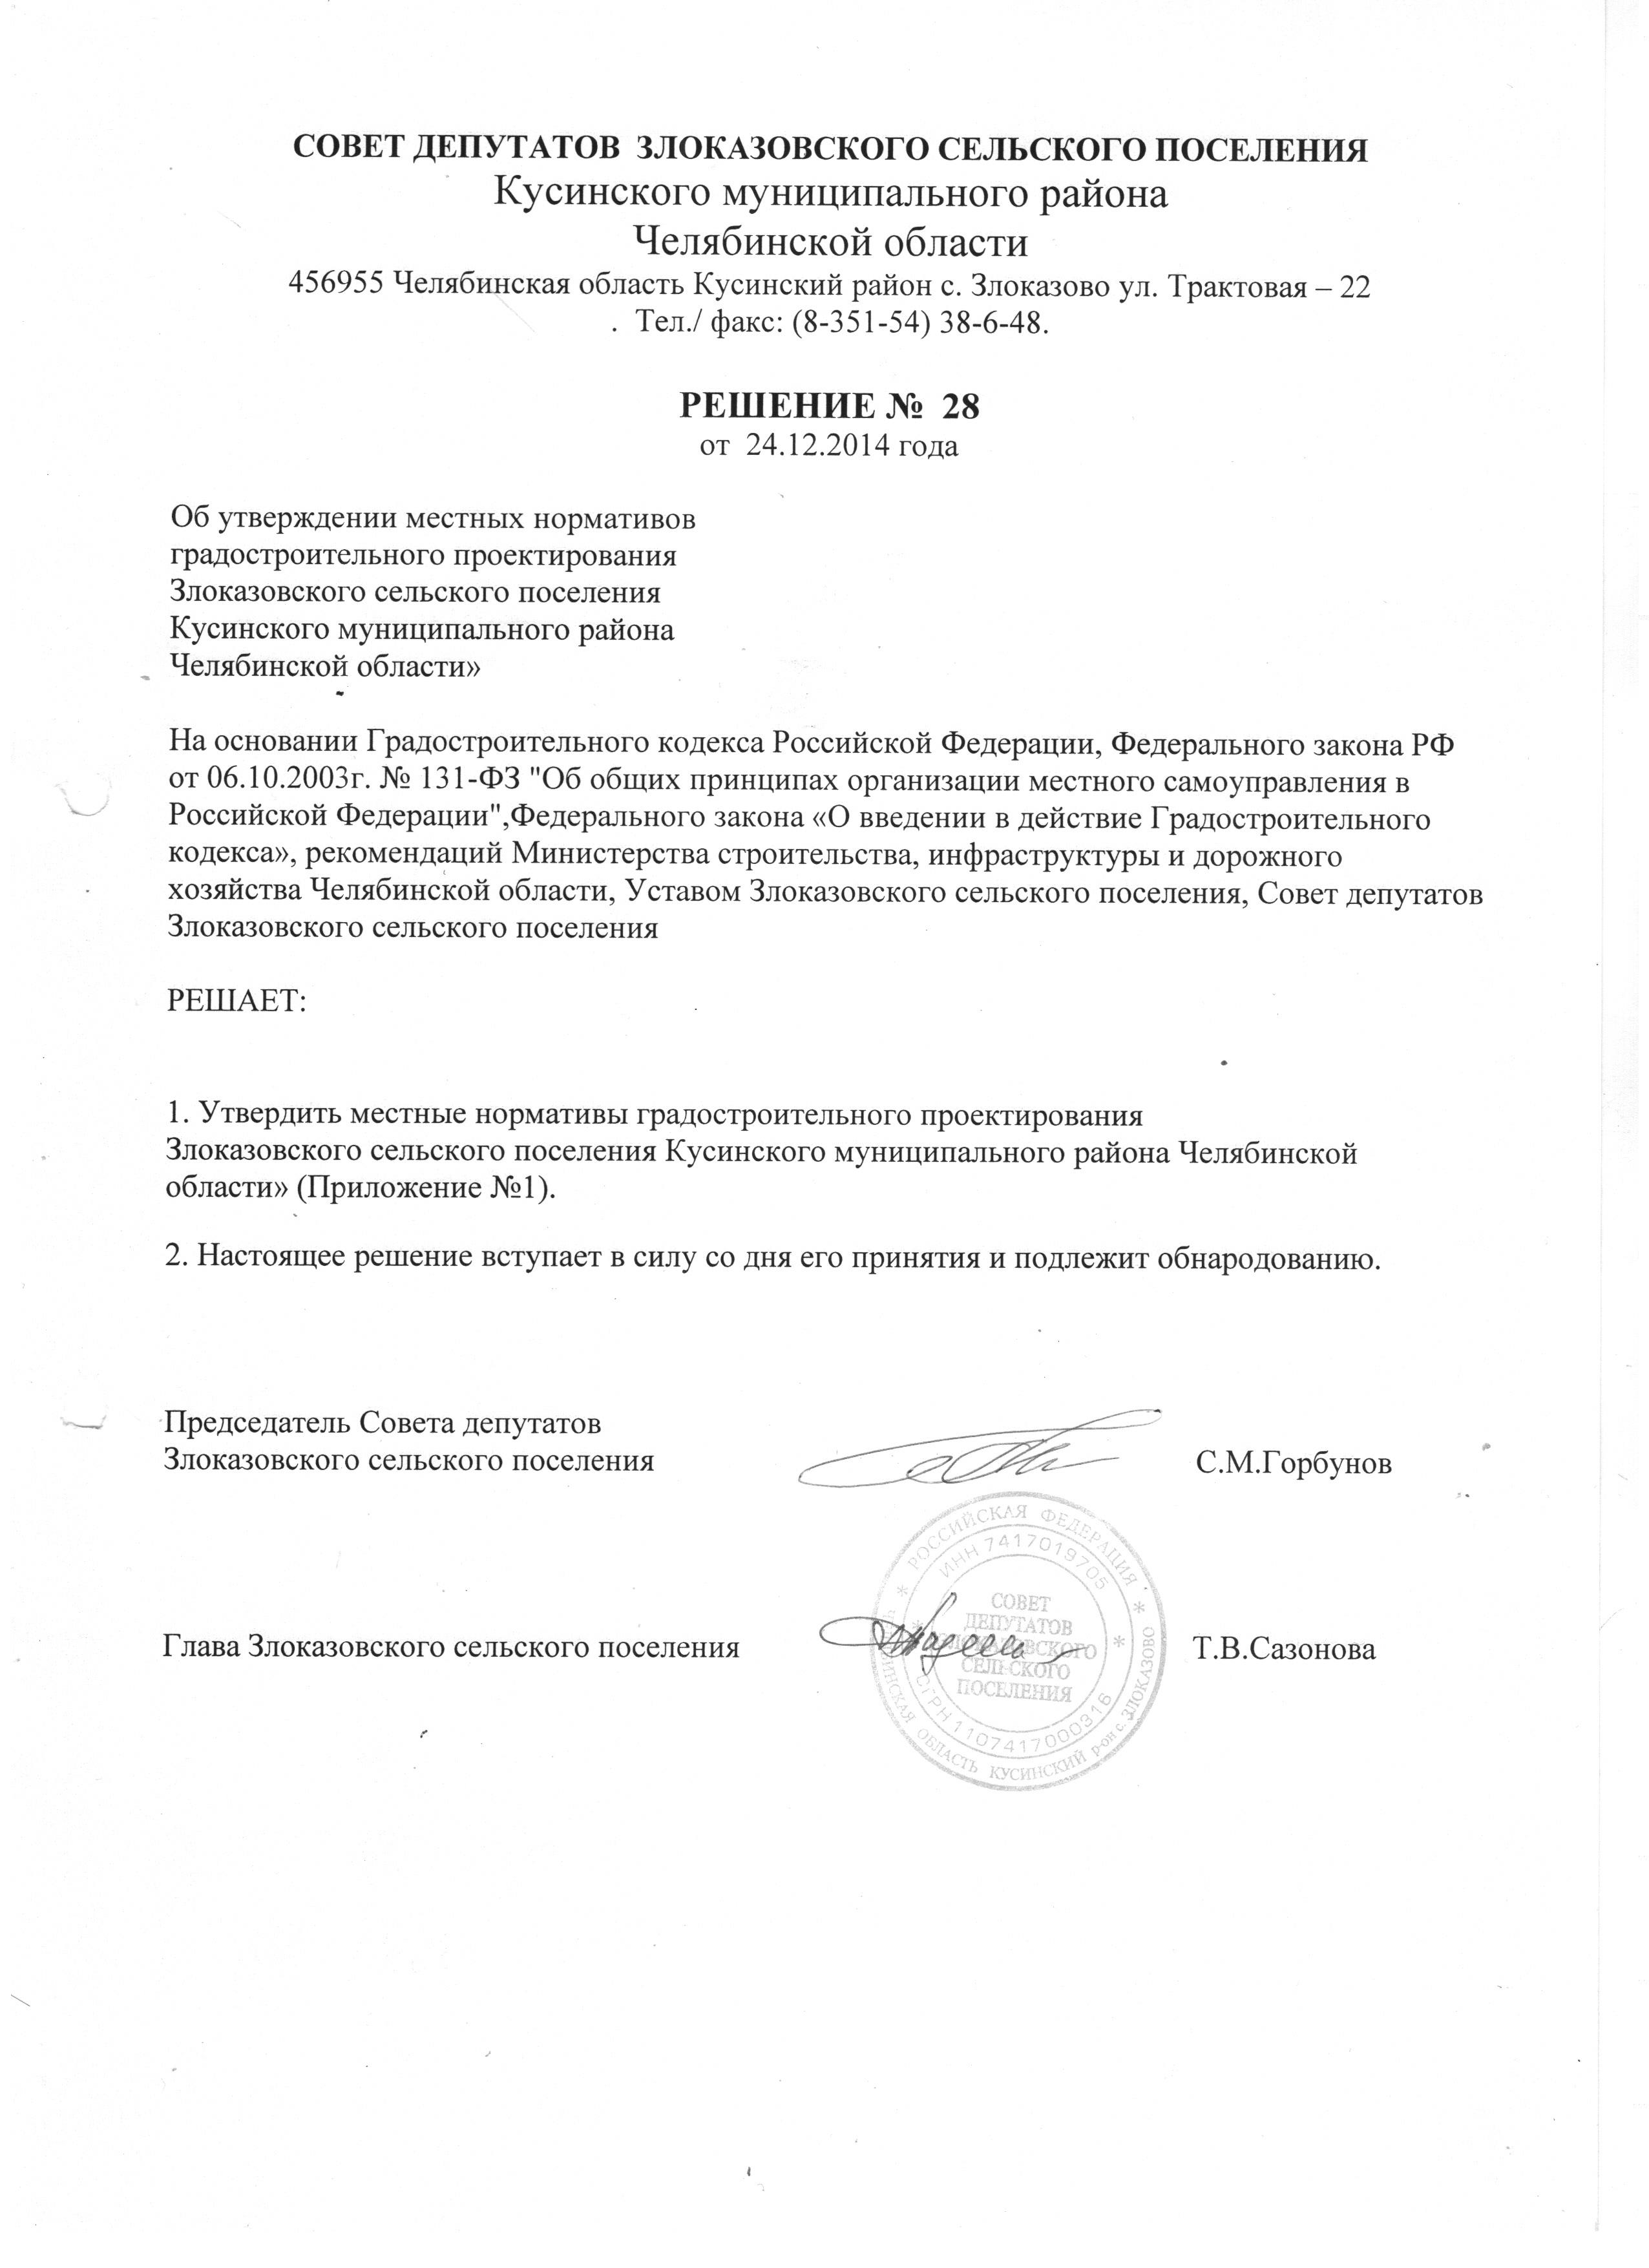 СОВЕТ ДЕПУТАТОВ ЗЛОКАЗОВСКОГО СЕЛЬСКОГО ПОСЕЛЕНИЯ
Кусинского муниципального района
Челябинской области
456955 Челябинская область Кусинский район с. Злоказово ул. Трактовая – 22
. Тел./ факс: (8-351-54) 38-6-48.
РЕШЕНИЕ № 28
от 24.12.2014 года
Об утверждении местных нормативов
градостроительного проектирования
Злоказовского сельского поселения
Кусинского муниципального района
Челябинской области»
На основании Градостроительного кодекса Российской Федерации, Федерального закона РФ
от 06.10.2003г. № 131-ФЗ "Об общих принципах организации местного самоуправления в
Российской Федерации",Федерального закона «О введении в действие Градостроительного
кодекса», рекомендаций Министерства строительства, инфраструктуры и дорожного
хозяйства Челябинской области, Уставом Злоказовского сельского поселения, Совет депутатов
Злоказовского сельского поселения
РЕШАЕТ:
1. Утвердить местные нормативы градостроительного проектирования
Злоказовского сельского поселения Кусинского муниципального района Челябинской
области» (Приложение №1).
2. Настоящее решение вступает в силу со дня его принятия и подлежит обнародованию.
Председатель Совета депутатов
Злоказовского сельского поселения С.М.Горбунов
Глава Злоказовского сельского поселения Т.В.Сазонова
* РОССИЙСКАЯ ФЕДЕРАЦИЯ *
ОБЛАСТЬ КУСИНСКИЙ р-он с. ЗЛОКАЗОВО
ИНН 7417019705
ОГРН 1107417000316
СОВЕТ
ДЕПУТАТОВ
ЗЛОКАЗОВСКОГО
СЕЛЬСКОГО
ПОСЕЛЕНИЯ